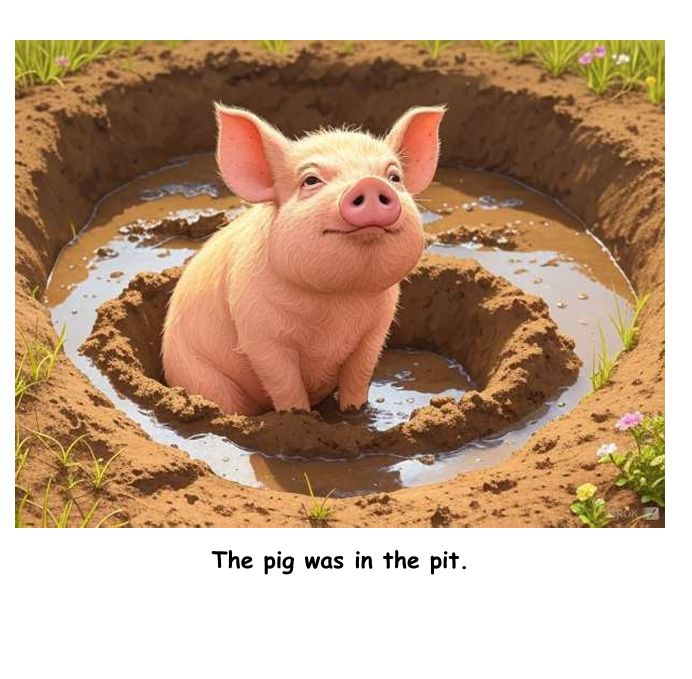 The pig was in the pit.